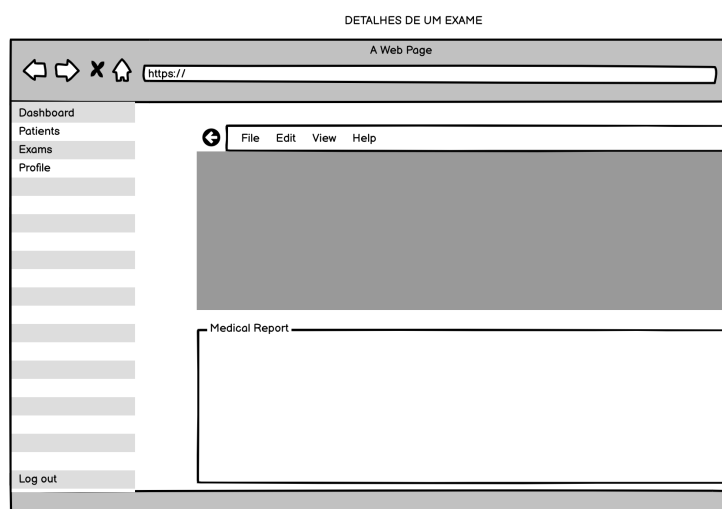 DETALHES DE UM EXAME
A Web Page
https://
Dashboard
Patients
Exams
Profile
File Edit View Help
Medical Report
Log out